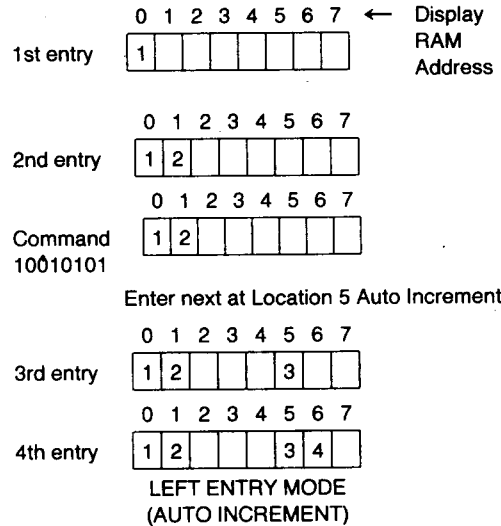 0 1 2 3 4 5 6 7 ← Display
RAM
Address
1st entry 1
0 1 2 3 4 5 6 7
2nd entry 1 2
0 1 2 3 4 5 6 7
Command 1 2
10010101
Enter next at Location 5 Auto Increment
0 1 2 3 4 5 6 7
3rd entry 1 2 3
0 1 2 3 4 5 6 7
4th entry 1 2 3 4
LEFT ENTRY MODE
(AUTO INCREMENT)